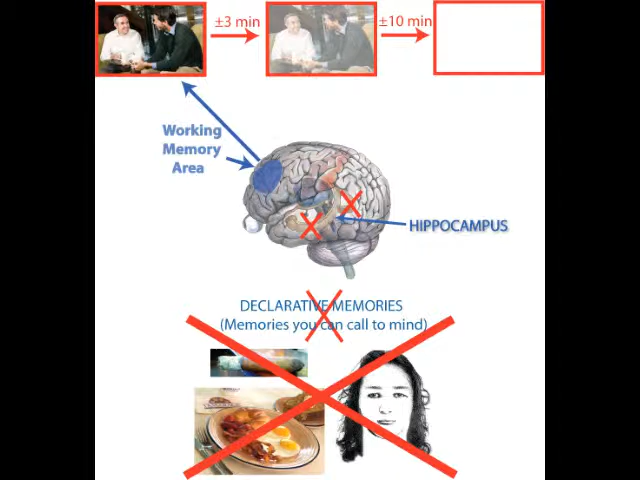 ±3 min
±10 min
Working
Memory
Area
HIPPOCAMPUS
DECLARATIVE MEMORIES
(Memories you can call to mind)